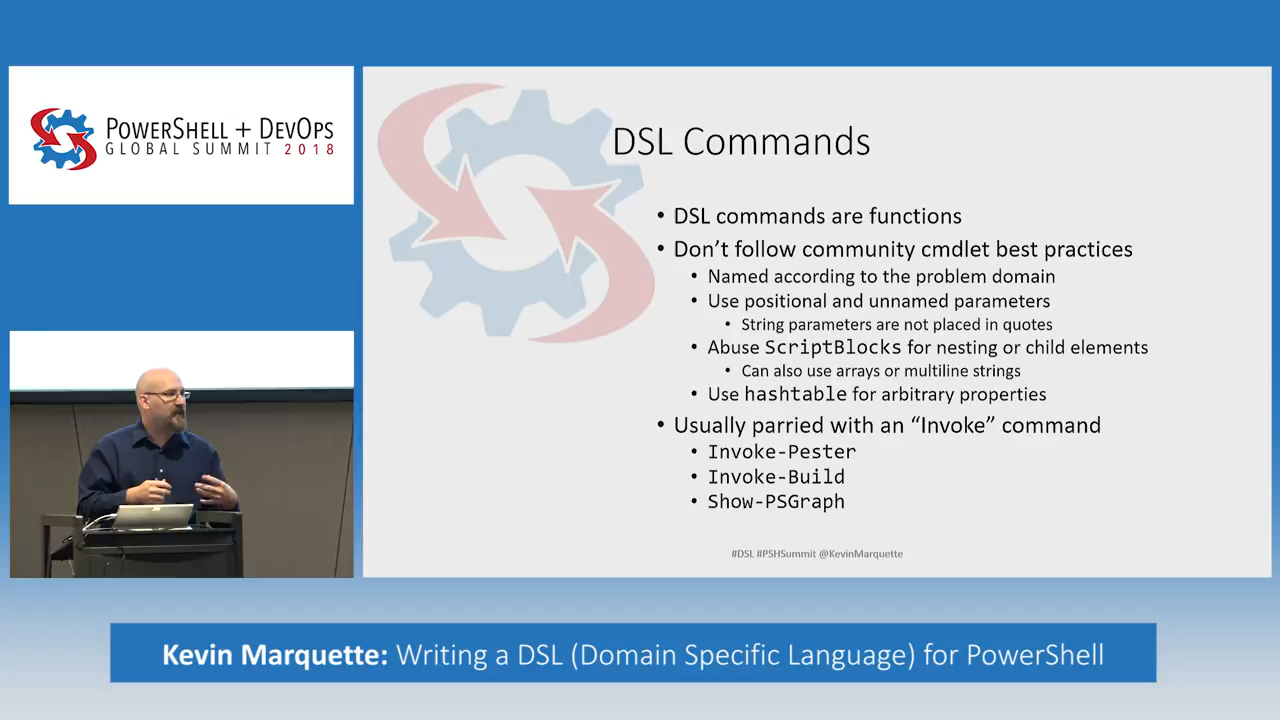 POWERSHELL + DEVOPS
GLOBAL SUMMIT 2018
DSL Commands
• DSL commands are functions
• Don’t follow community cmdlet best practices
• Named according to the problem domain
• Use positional and unnamed parameters
• String parameters are not placed in quotes
• Abuse ScriptBlocks for nesting or child elements
• Can also use arrays or multiline strings
• Use hashtable for arbitrary properties
• Usually parried with an “Invoke” command
• Invoke-Pester
• Invoke-Build
• Show-PSGraph
#DSL #PSHSummit @KevinMarquette
Kevin Marquette: Writing a DSL (Domain Specific Language) for PowerShell